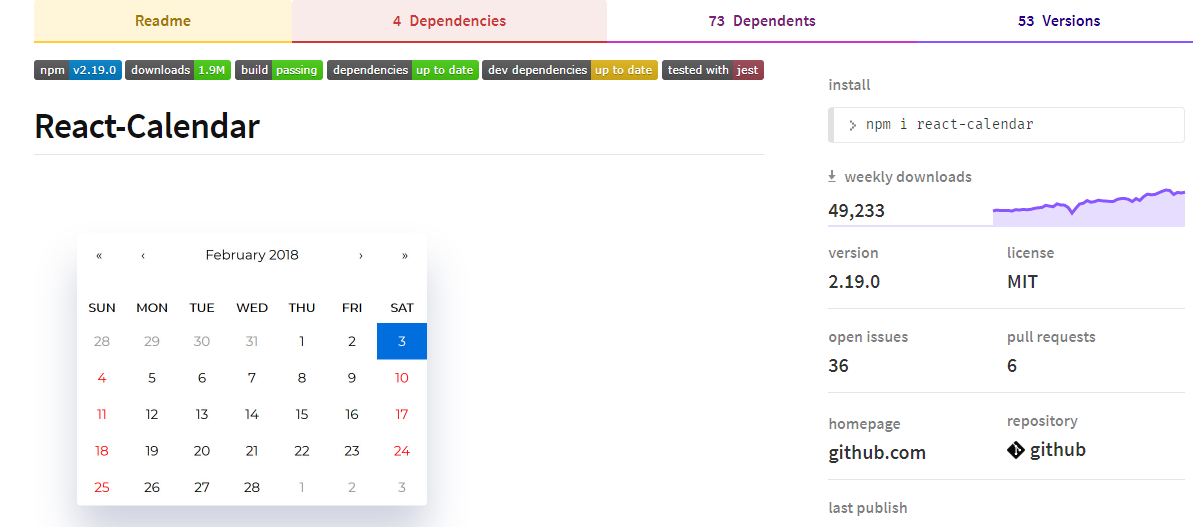 Readme
4 Dependencies
73 Dependents
53 Versions
npm v2.19.0 downloads 1.9M build passing dependencies up to date dev dependencies up to date tested with jest
React-Calendar
« ‹ February 2018 › »
SUN MON TUE WED THU FRI SAT
28 29 30 31 1 2 3
4 5 6 7 8 9 10
11 12 13 14 15 16 17
18 19 20 21 22 23 24
25 26 27 28 1 2 3
install
> npm i react-calendar
weekly downloads
49,233
version license
2.19.0 MIT
open issues pull requests
36 6
homepage repository
github.com github
last publish